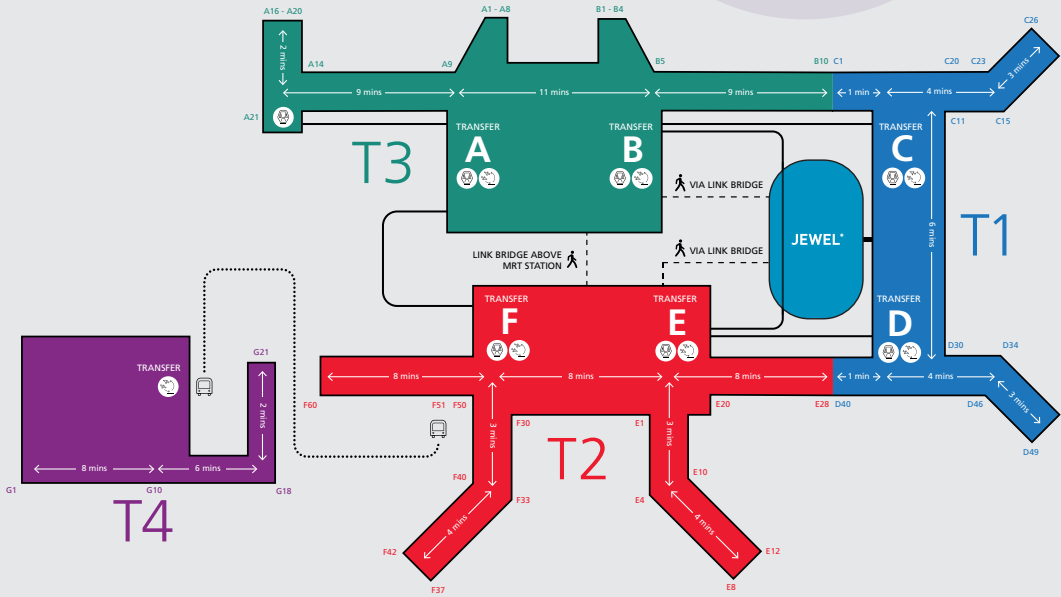 A16 - A20
A1 - A8
B1 - B4
C26
2 mins
A14
A9
B5
B10
C1
C20
C23
3 mins
9 mins
11 mins
9 mins
1 min
4 mins
A21
C11
C15
TRANSFER
A
TRANSFER
B
TRANSFER
C
T3
VIA LINK BRIDGE
6 mins
T1
JEWEL®
LINK BRIDGE ABOVE
MRT STATION
VIA LINK BRIDGE
TRANSFER
F
TRANSFER
E
TRANSFER
D
G21
TRANSFER
D30
D34
8 mins
8 mins
8 mins
1 min
4 mins
3 mins
2 mins
F60
F51
F50
E20
E28
D40
D46
F30
E1
3 mins
3 mins
T2
D49
8 mins
6 mins
F40
E10
G1
G10
G18
F33
E4
T4
4 mins
4 mins
F42
E12
F37
E8